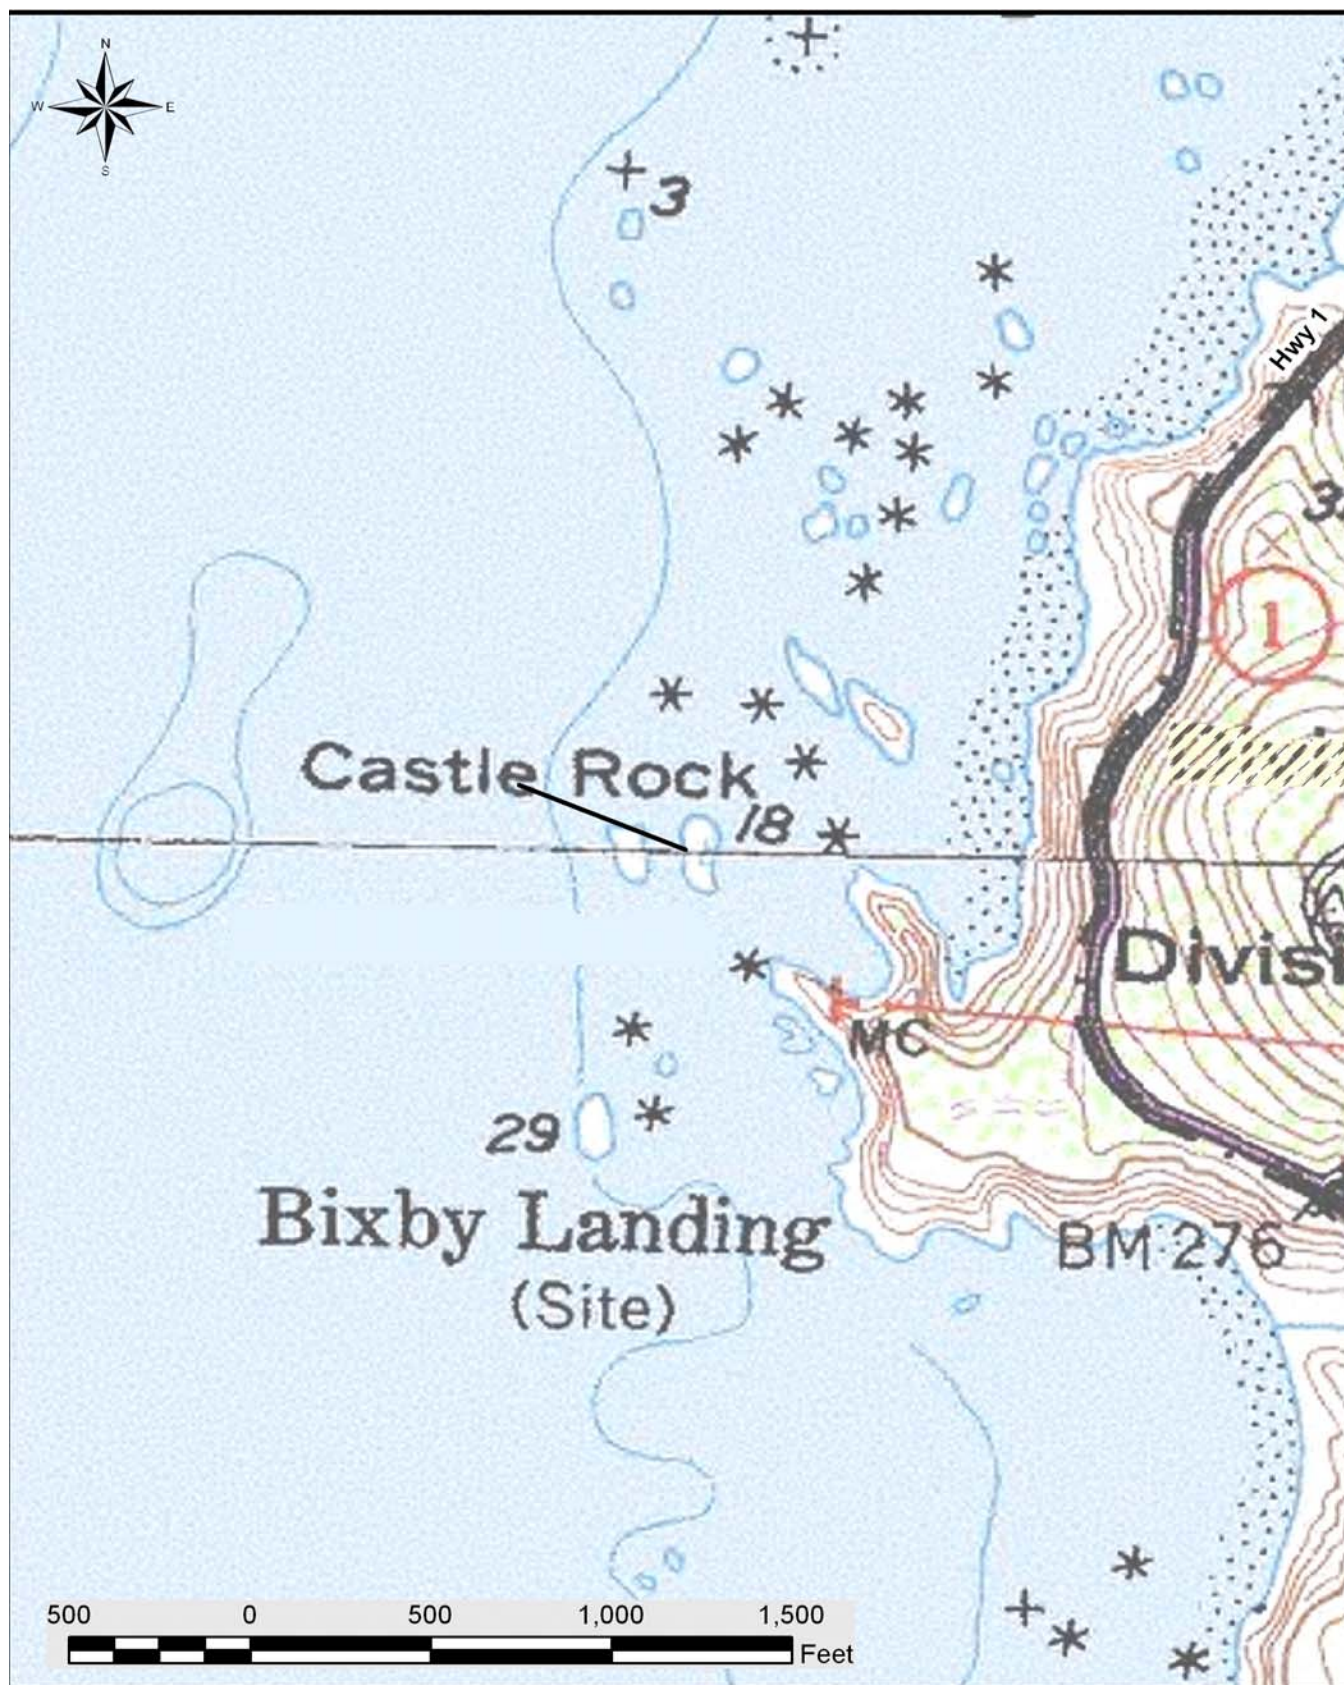 N
W E
S
3
Hwy 1
1
Castle Rock
18
Divisi
MC
29
Bixby Landing
(Site)
BM 276
500 0 500 1,000 1,500
Feet